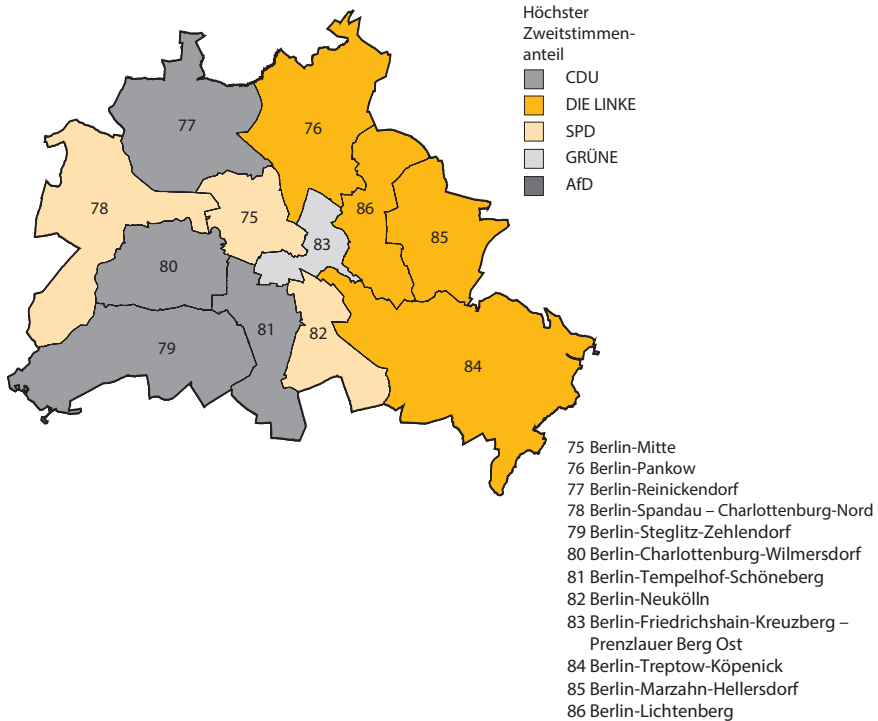 Höchster
Zweitstimmen-
anteil
CDU
DIE LINKE
SPD
GRÜNE
AfD
77
76
78
75
86
83
85
80
81
82
79
84
75 Berlin-Mitte
76 Berlin-Pankow
77 Berlin-Reinickendorf
78 Berlin-Spandau – Charlottenburg-Nord
79 Berlin-Steglitz-Zehlendorf
80 Berlin-Charlottenburg-Wilmersdorf
81 Berlin-Tempelhof-Schöneberg
82 Berlin-Neukölln
83 Berlin-Friedrichshain-Kreuzberg –
Prenzlauer Berg Ost
84 Berlin-Treptow-Köpenick
85 Berlin-Marzahn-Hellersdorf
86 Berlin-Lichtenberg